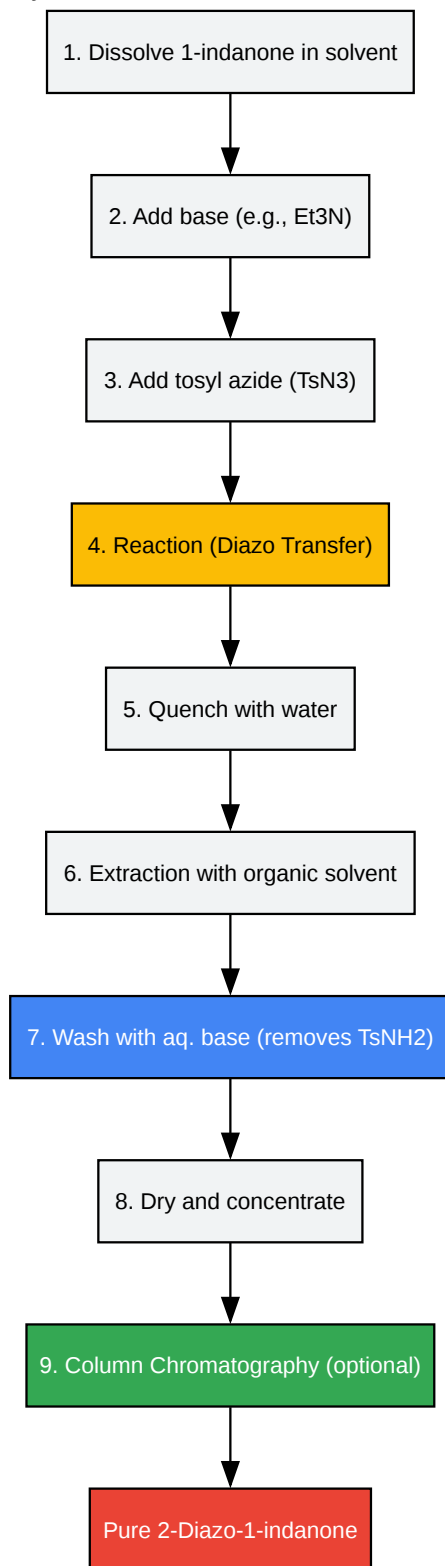 1. Dissolve 1-indanone in solvent
2. Add base (e.g., Et3N)
3. Add tosyl azide (TsN3)
4. Reaction (Diazo Transfer)
5. Quench with water
6. Extraction with organic solvent
7. Wash with aq. base (removes TsNH2)
8. Dry and concentrate
9. Column Chromatography (optional)
Pure 2-Diazo-1-indanone